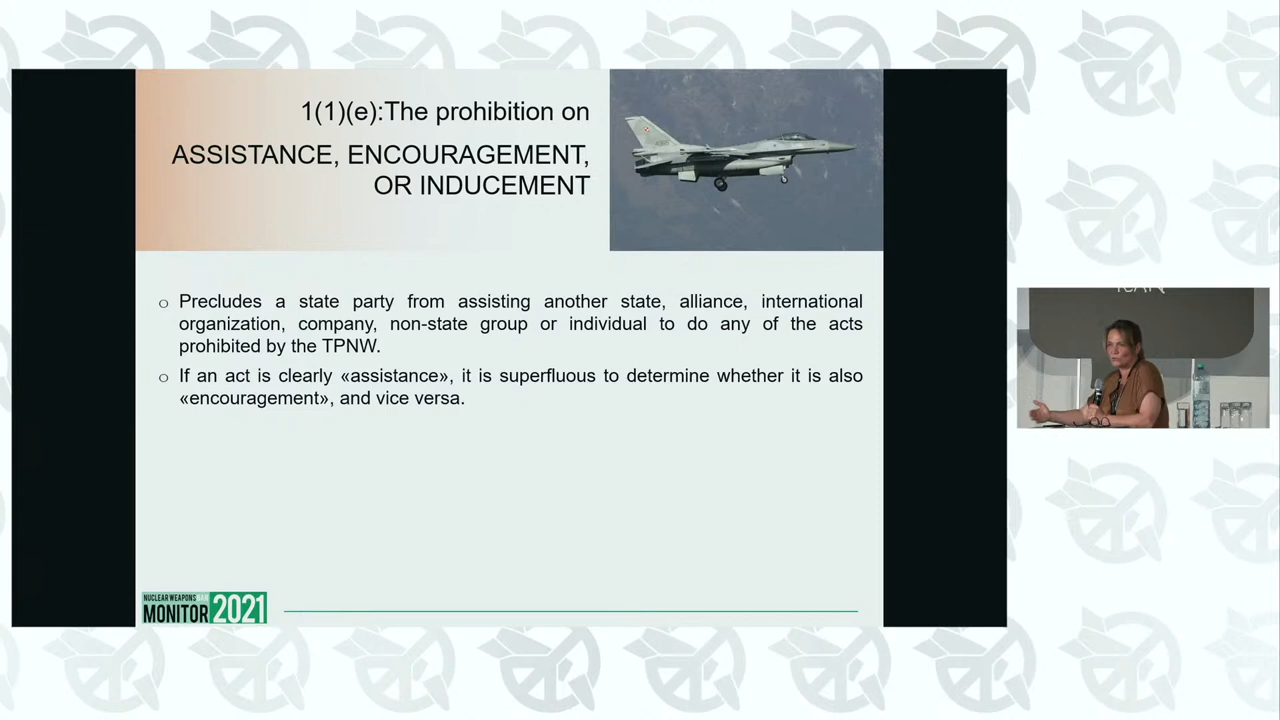 1(1)(e):The prohibition on
ASSISTANCE, ENCOURAGEMENT,
OR INDUCEMENT
Precludes a state party from assisting another state, alliance, international
organization, company, non-state group or individual to do any of the acts
prohibited by the TPNW.
If an act is clearly «assistance», it is superfluous to determine whether it is also
«encouragement», and vice versa.
NUCLEAR WEAPONS BAN
MONITOR 2021
ICAN